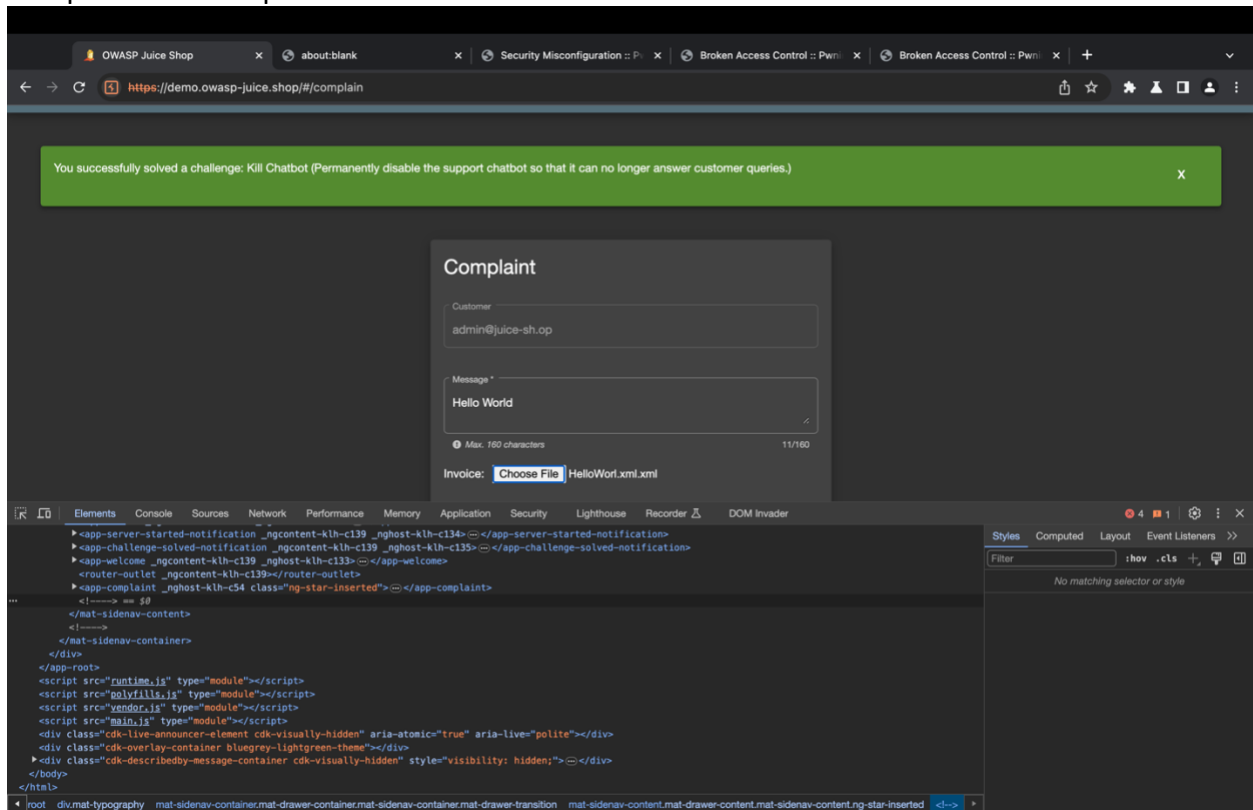 OWASP Juice Shop
about:blank
Security Misconfiguration :: P
Broken Access Control :: Pwni
Broken Access Control :: Pwni
https://demo.owasp-juice.shop/#/complain
You successfully solved a challenge: Kill Chatbot (Permanently disable the support chatbot so that it can no longer answer customer queries.)
X
Complaint
Customer
admin@juice-sh.op
Message *
Hello World
Max. 160 characters 11/160
Invoice: Choose File HelloWorl.xml.xml
Elements Console Sources Network Performance Memory Application Security Lighthouse Recorder DOM Invader 4 1
<app-server-started-notification _ngcontent-klh-c139 _nghost-klh-c134>…</app-server-started-notification>
<app-challenge-solved-notification _ngcontent-klh-c139 _nghost-klh-c135>…</app-challenge-solved-notification>
<app-welcome _ngcontent-klh-c139 _nghost-klh-c133>…</app-welcome>
<router-outlet _ngcontent-klh-c139></router-outlet>
<app-complaint _nghost-klh-c54 class="ng-star-inserted">…</app-complaint>
<!----> == $0
</mat-sidenav-content>
<!---->
</mat-sidenav-container>
</div>
</app-root>
<script src="runtime.js" type="module"></script>
<script src="polyfills.js" type="module"></script>
<script src="vendor.js" type="module"></script>
<script src="main.js" type="module"></script>
<div class="cdk-live-announcer-element cdk-visually-hidden" aria-atomic="true" aria-live="polite"></div>
<div class="cdk-overlay-container bluegrey-lightgreen-theme"></div>
<div class="cdk-describedby-message-container cdk-visually-hidden" style="visibility: hidden;">…</div>
</body>
</html>
root div.mat-typography mat-sidenav-container.mat-drawer-container.mat-sidenav-container.mat-drawer-transition mat-sidenav-content.mat-drawer-content.mat-sidenav-content.ng-star-inserted <!-->
Styles Computed Layout Event Listeners
Filter :hov .cls
No matching selector or style